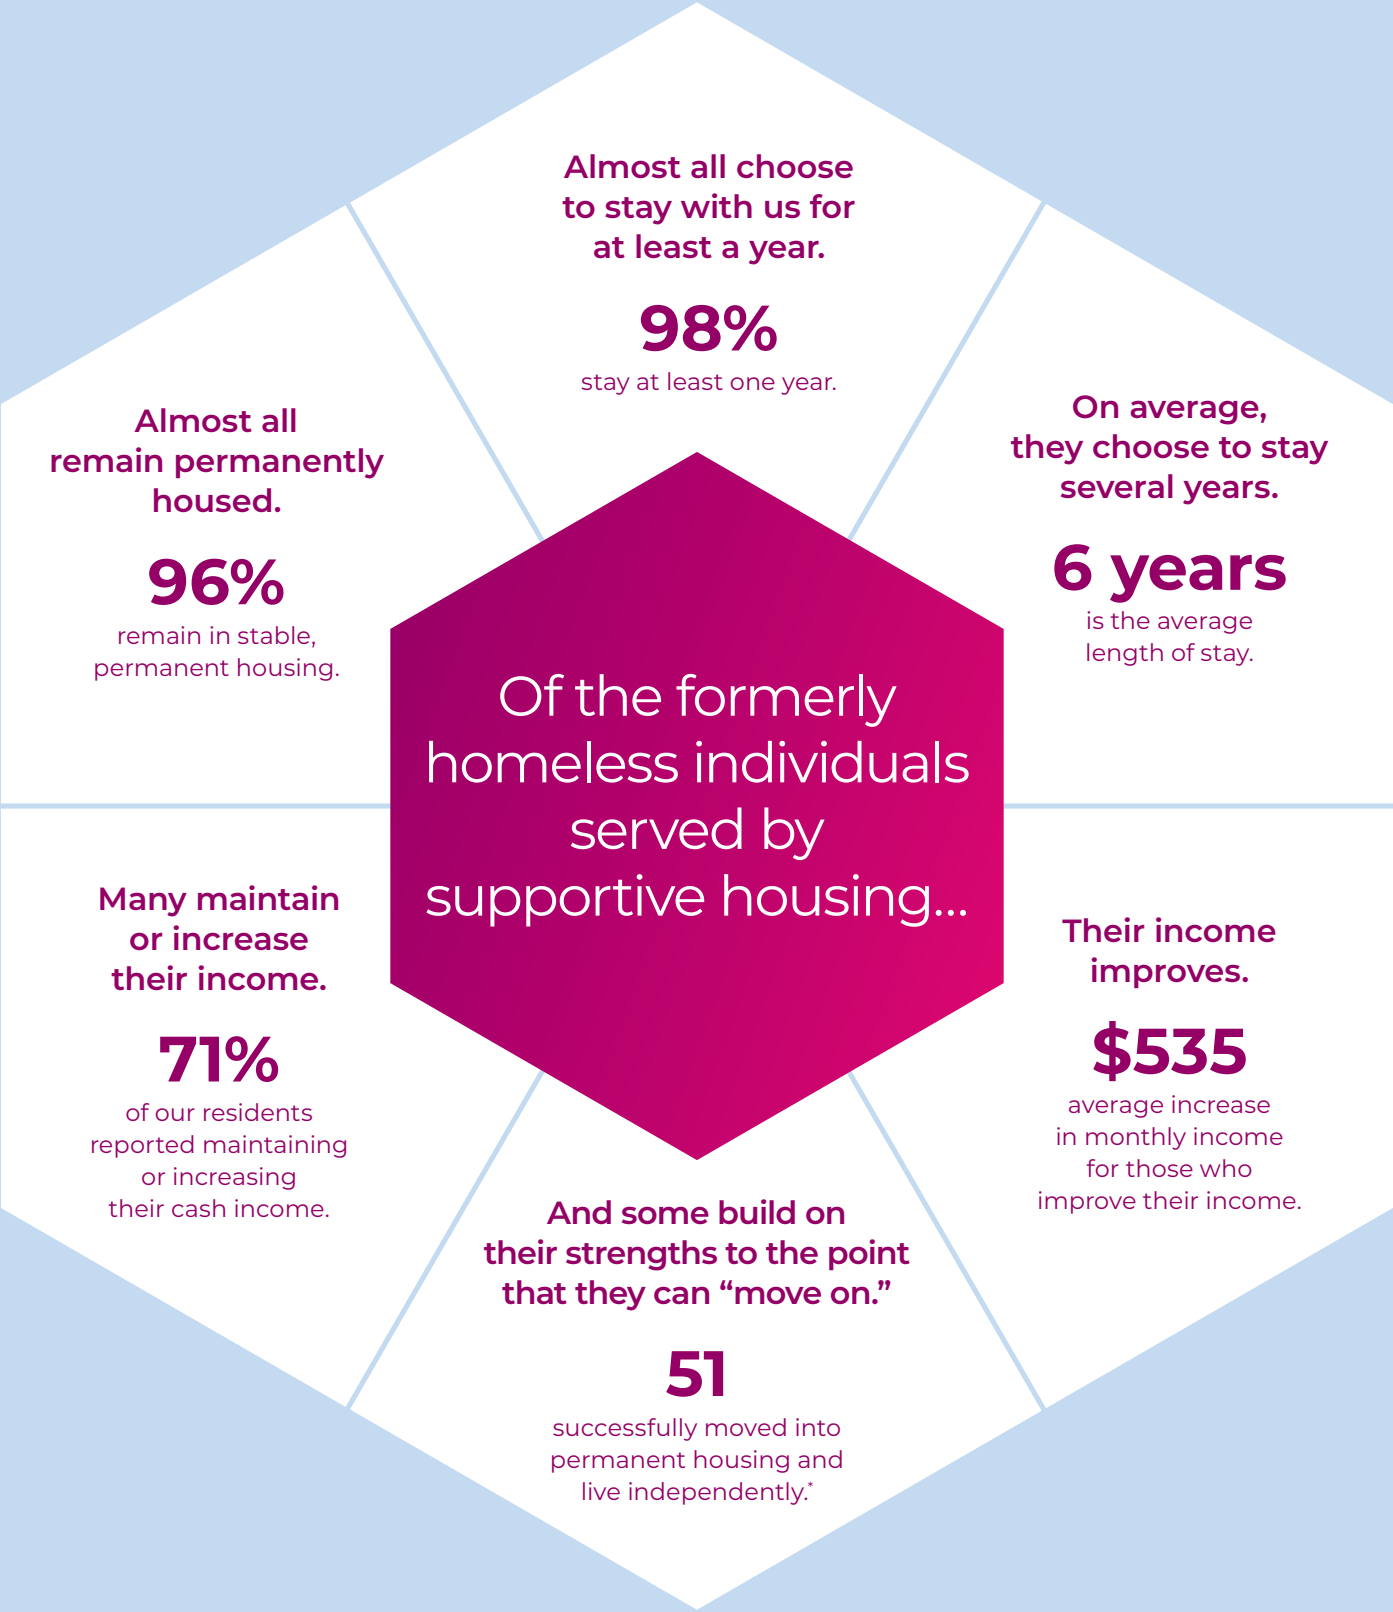 Almost all choose
to stay with us for
at least a year.
98%
stay at least one year.
On average,
they choose to stay
several years.
6 years
is the average
length of stay.
Almost all
remain permanently
housed.
96%
remain in stable,
permanent housing.
Of the formerly
homeless individuals
served by
supportive housing...
Many maintain
or increase
their income.
71%
of our residents
reported maintaining
or increasing
their cash income.
Their income
improves.
$535
average increase
in monthly income
for those who
improve their income.
And some build on
their strengths to the point
that they can “move on.”
51
successfully moved into
permanent housing and
live independently.*